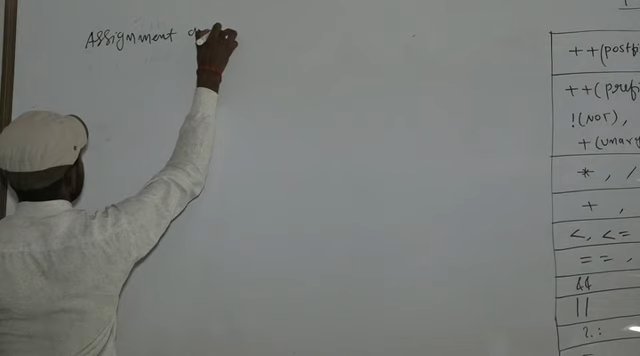 Assignment o
++(postfi
++(prefi
!(NOT),
+(unary
*, /
+ ,
<, <=
==,
&&
||
?: